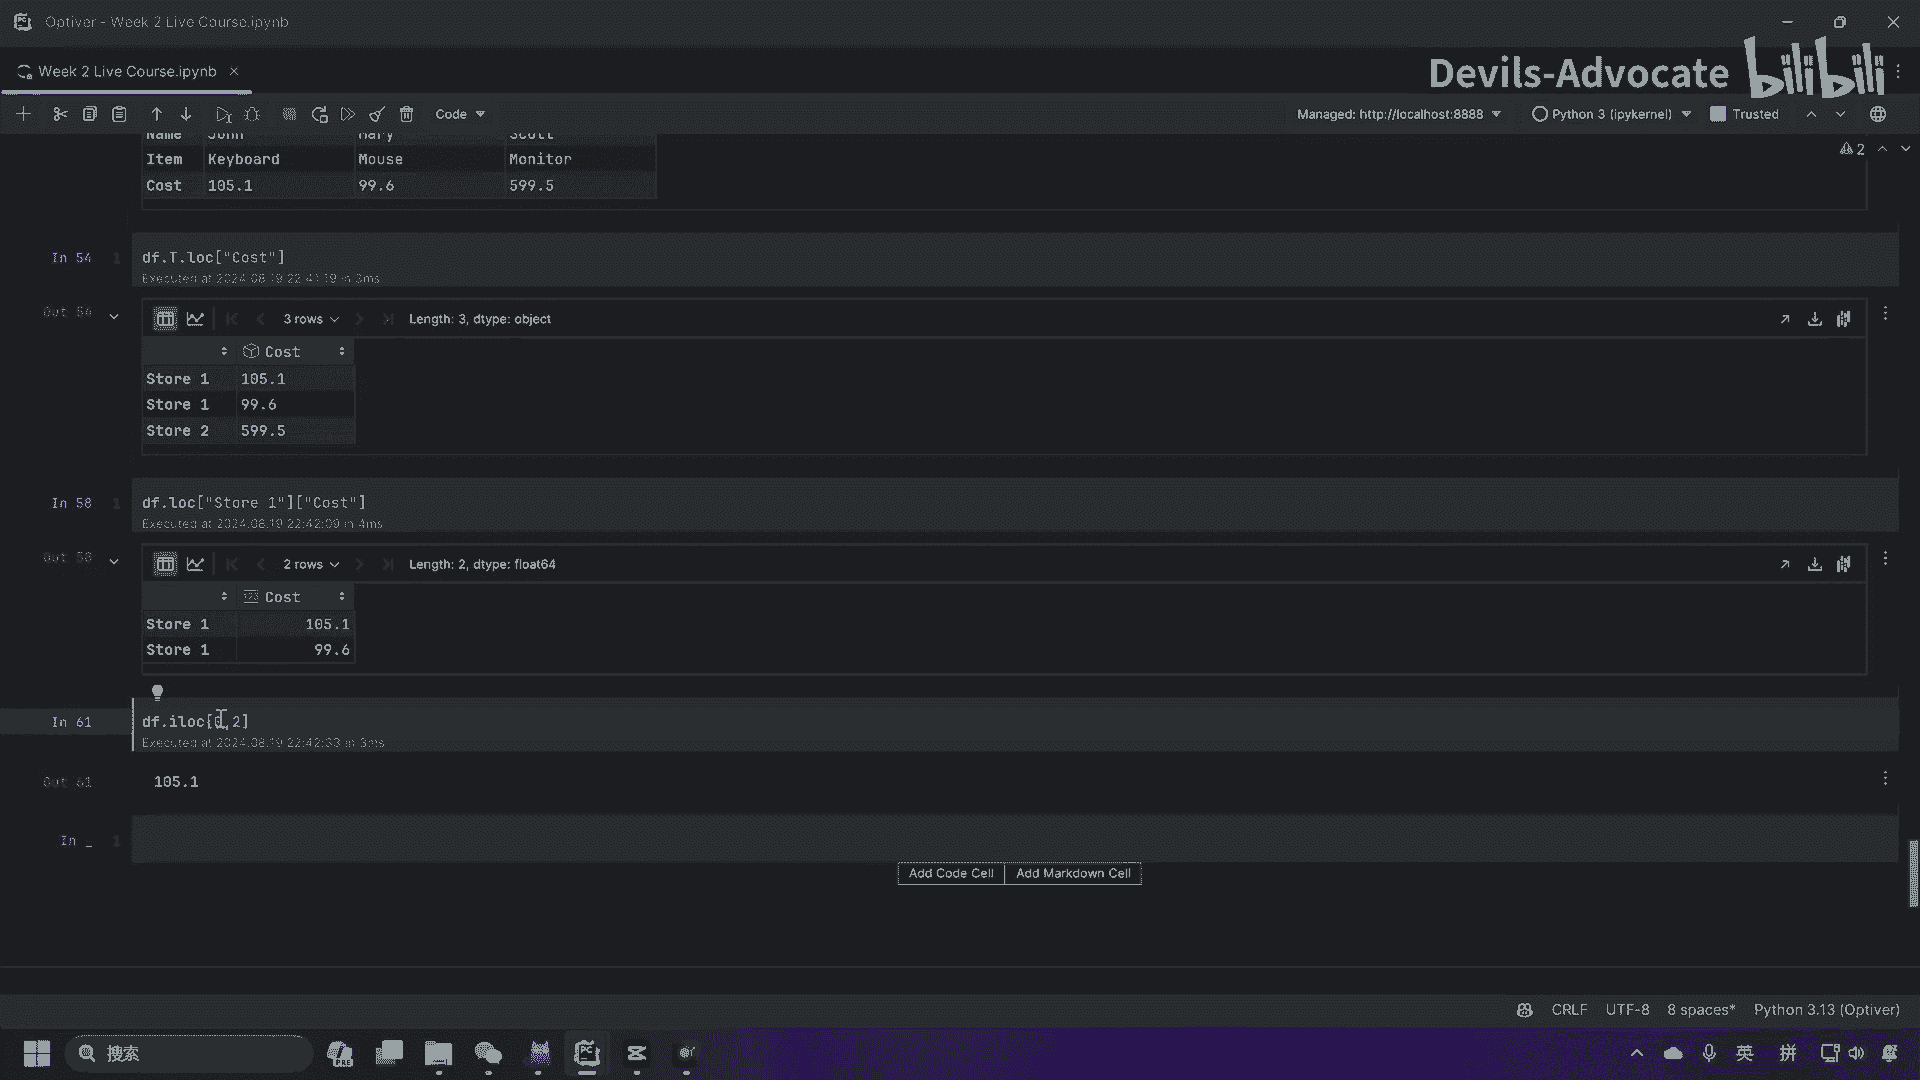 Optiver - Week 2 Live Course.ipynb
Week 2 Live Course.ipynb
Devils-Advocate bilibili
Code
Managed: http://localhost:8888 Python 3 (ipykernel) Trusted
Name John Mary Scott
2
Item Keyboard Mouse Monitor
Cost 105.1 99.6 599.5
In 54 1 df.T.loc["Cost"]
Executed at 2024.08.19 22:41:19 in 3ms
Out 54 3 rows Length: 3, dtype: object
Cost
Store 1 105.1
Store 1 99.6
Store 2 599.5
In 58 1 df.loc["Store 1"]["Cost"]
Executed at 2024.08.19 22:42:09 in 4ms
Out 58 2 rows Length: 2, dtype: float64
123 Cost
Store 1 105.1
Store 1 99.6
In 61 df.iloc[0,2]
Executed at 2024.08.19 22:42:33 in 3ms
Out 61 105.1
In _ 1
Add Code Cell Add Markdown Cell
CRLF UTF-8 8 spaces* Python 3.13 (Optiver)
搜索 PRE 英 拼